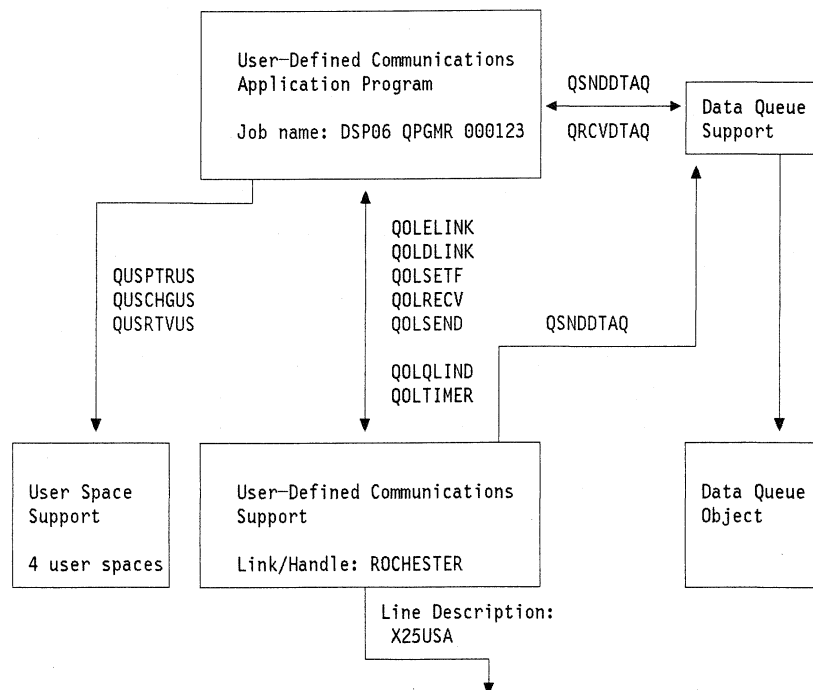 User-Defined Communications
Application Program
Job name: DSP06 QPGMR 000123
QSNDDTAQ
QRCVDTAQ
Data Queue
Support
QUSPTRUS
QUSCHGUS
QUSRTVUS
QOLELINK
QOLDLINK
QOLSETF
QOLRECV
QOLSEND
QOLQLIND
QOLTIMER
QSNDDTAQ
User Space
Support
4 user spaces
User-Defined Communications
Support
Link/Handle: ROCHESTER
Data Queue
Object
Line Description:
X25USA